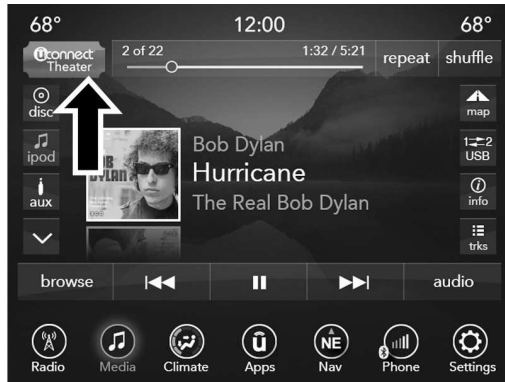 68° 12:00 68°
uconnect
Theater
2 of 22 1:32 / 5:21
repeat shuffle
disc
map
ipod
1⇄2
USB
aux
info
trks
Bob Dylan
Hurricane
The Real Bob Dylan
BOB
DYLAN
browse audio
NE
Radio Media Climate Apps Nav Phone Settings